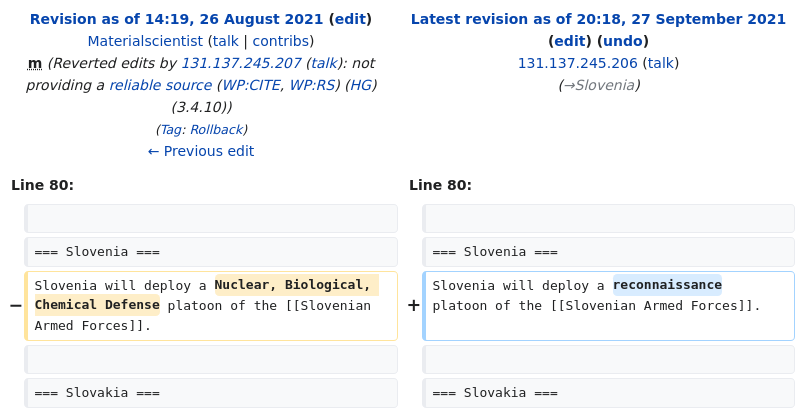 Revision as of 14:19, 26 August 2021 (edit)
Materialscientist (talk | contribs)
m (Reverted edits by 131.137.245.207 (talk): not
providing a reliable source (WP:CITE, WP:RS) (HG)
(3.4.10))
(Tag: Rollback)
← Previous edit
Latest revision as of 20:18, 27 September 2021
(edit) (undo)
131.137.245.206 (talk)
(→Slovenia)
Line 80:
Line 80:
=== Slovenia ===
=== Slovenia ===
− Slovenia will deploy a Nuclear, Biological,
Chemical Defense platoon of the [[Slovenian
Armed Forces]].
+ Slovenia will deploy a reconnaissance
platoon of the [[Slovenian Armed Forces]].
=== Slovakia ===
=== Slovakia ===